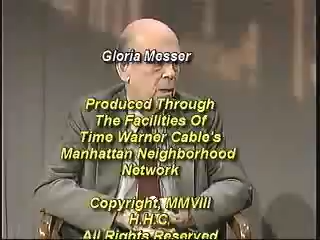 Gloria Messer
Produced Through
The Facilities Of
Time Warner Cable's
Manhattan Neighborhood
Network
Copyright, MMVIII
H.H.C.
All Rights Reserved